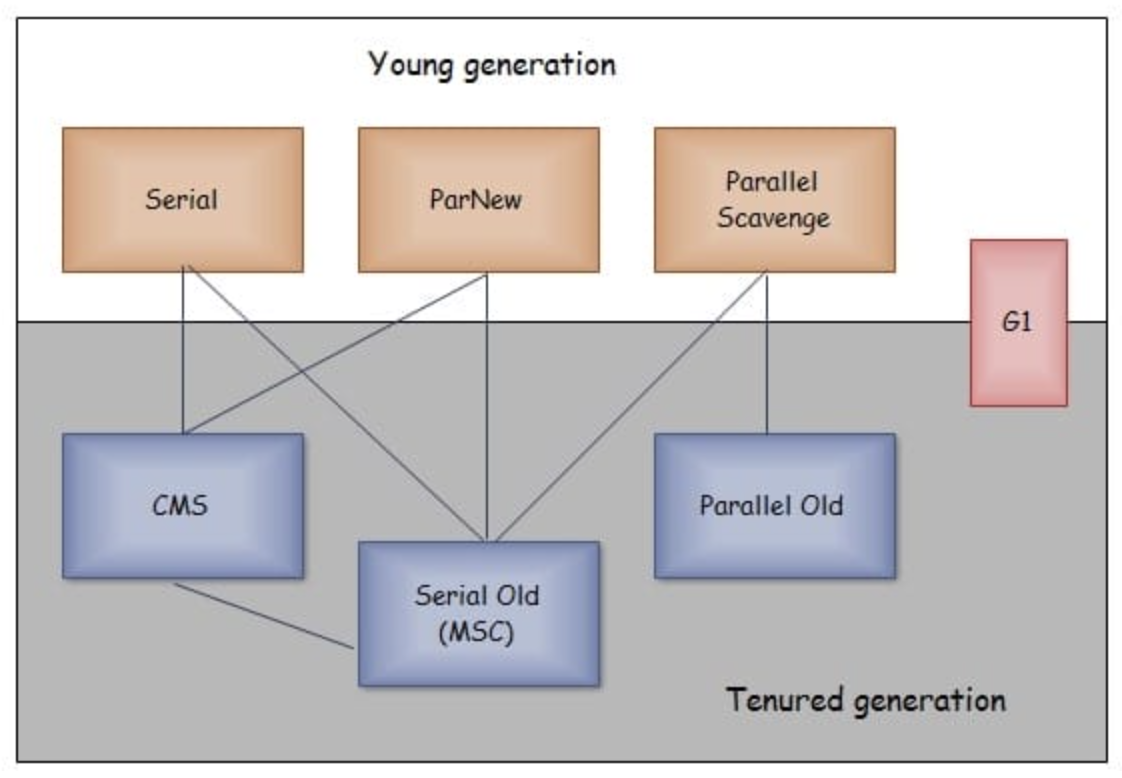 Young generation
Serial
ParNew
Parallel
Scavenge
G1
CMS
Parallel Old
Serial Old
(MSC)
Tenured generation